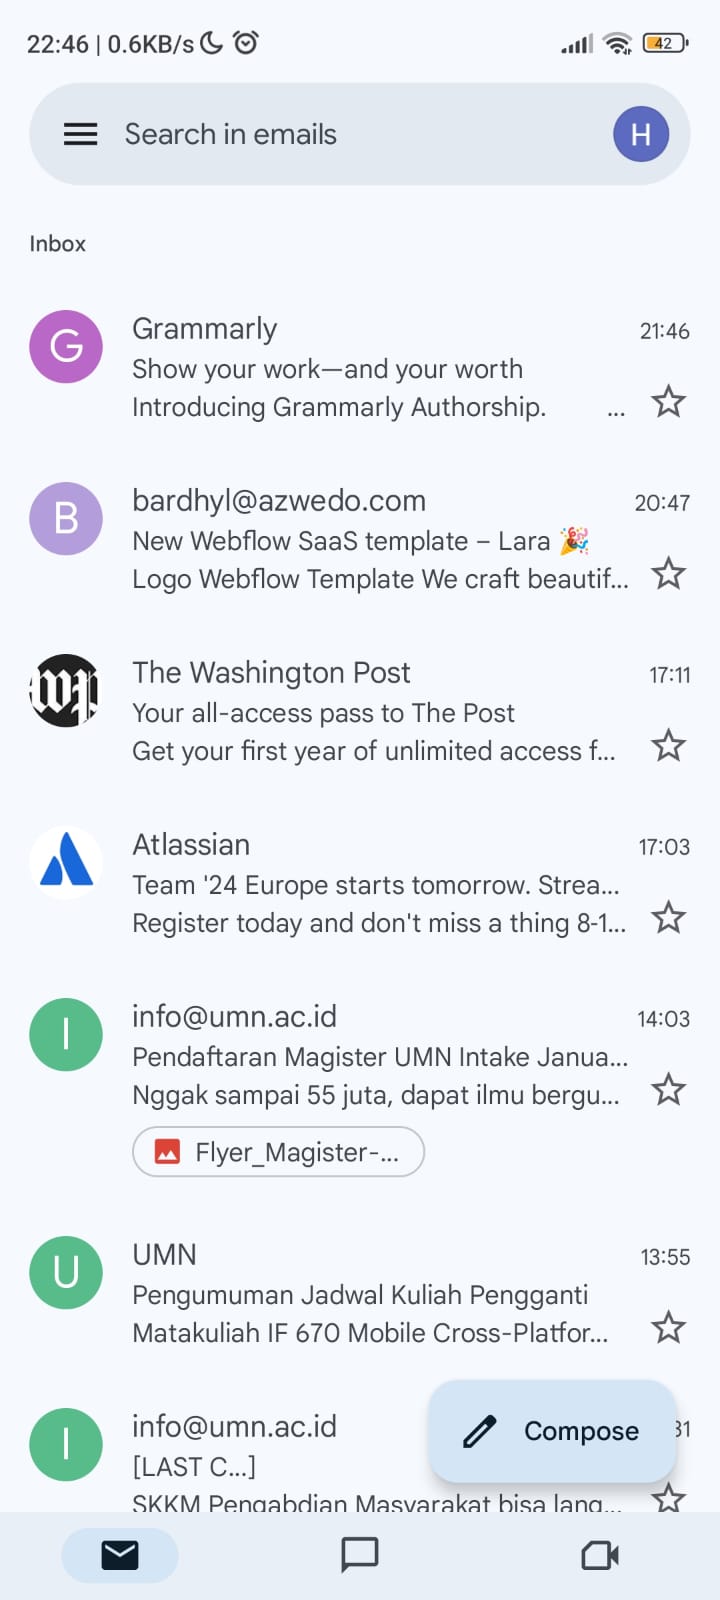 22:46 | 0.6KB/s
42
Search in emails
H
Inbox
G
Grammarly
21:46
Show your work—and your worth
Introducing Grammarly Authorship. ...
B
bardhyl@azwedo.com
20:47
New Webflow SaaS template – Lara 🎉
Logo Webflow Template We craft beautif...
wp
The Washington Post
17:11
Your all-access pass to The Post
Get your first year of unlimited access f...
Atlassian
17:03
Team '24 Europe starts tomorrow. Strea...
Register today and don't miss a thing 8-1...
I
info@umn.ac.id
14:03
Pendaftaran Magister UMN Intake Janua...
Nggak sampai 55 juta, dapat ilmu bergu...
Flyer_Magister-...
U
UMN
13:55
Pengumuman Jadwal Kuliah Pengganti
Matakuliah IF 670 Mobile Cross-Platfor...
I
info@umn.ac.id
31
[LAST C...]
SKKM Pengabdian Masyarakat bisa lang...
Compose